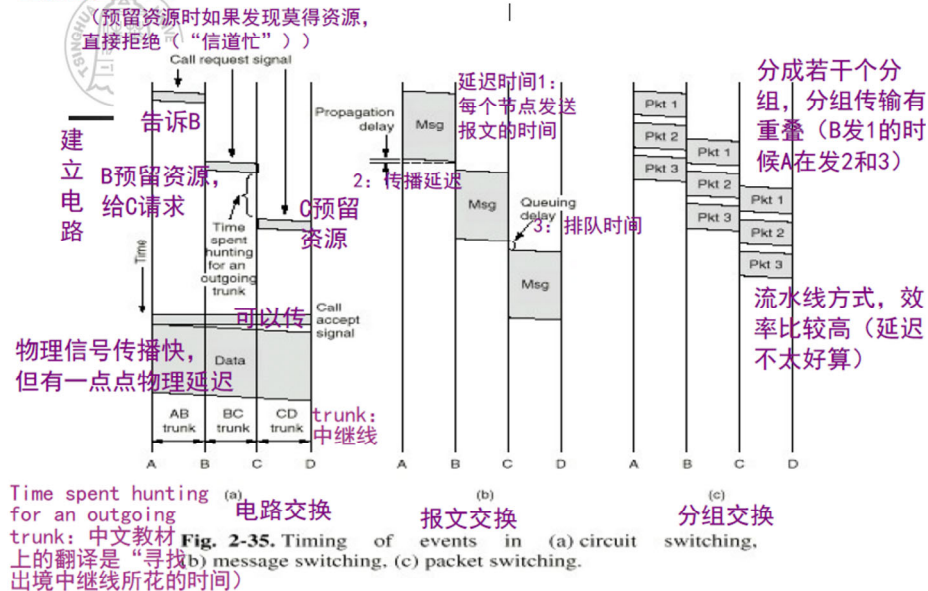 （预留资源时如果发现莫得资源，
直接拒绝（“信道忙”））
Call request signal
告诉B
建
立
电
路
B预留资源，
给C请求
C预留
资源
Time
spent
hunting
for an
outgoing
trunk
Time
可以传
Call
accept
signal
物理信号传播快，
但有一点点物理延迟
Data
AB
trunk
BC
trunk
CD
trunk
trunk：
中继线
A
B
C
D
(a)
电路交换
Time spent hunting
for an outgoing
trunk：中文教材
上的翻译是“寻找
出境中继线所花的时间）
Propagation
delay
Msg
延迟时间1：
每个节点发送
报文的时间
2：传播延迟
Msg
Queuing
delay
3：排队时间
Msg
A
B
C
D
(b)
报文交换
Pkt 1
Pkt 2
Pkt 3
Pkt 1
Pkt 2
Pkt 3
Pkt 1
Pkt 2
Pkt 3
分成若干个分
组，分组传输有
重叠（B发1的时
候A在发2和3）
流水线方式，效
率比较高（延迟
不太好算）
A
B
C
D
(c)
分组交换
Fig. 2-35. Timing of events in (a) circuit switching,
(b) message switching, (c) packet switching.